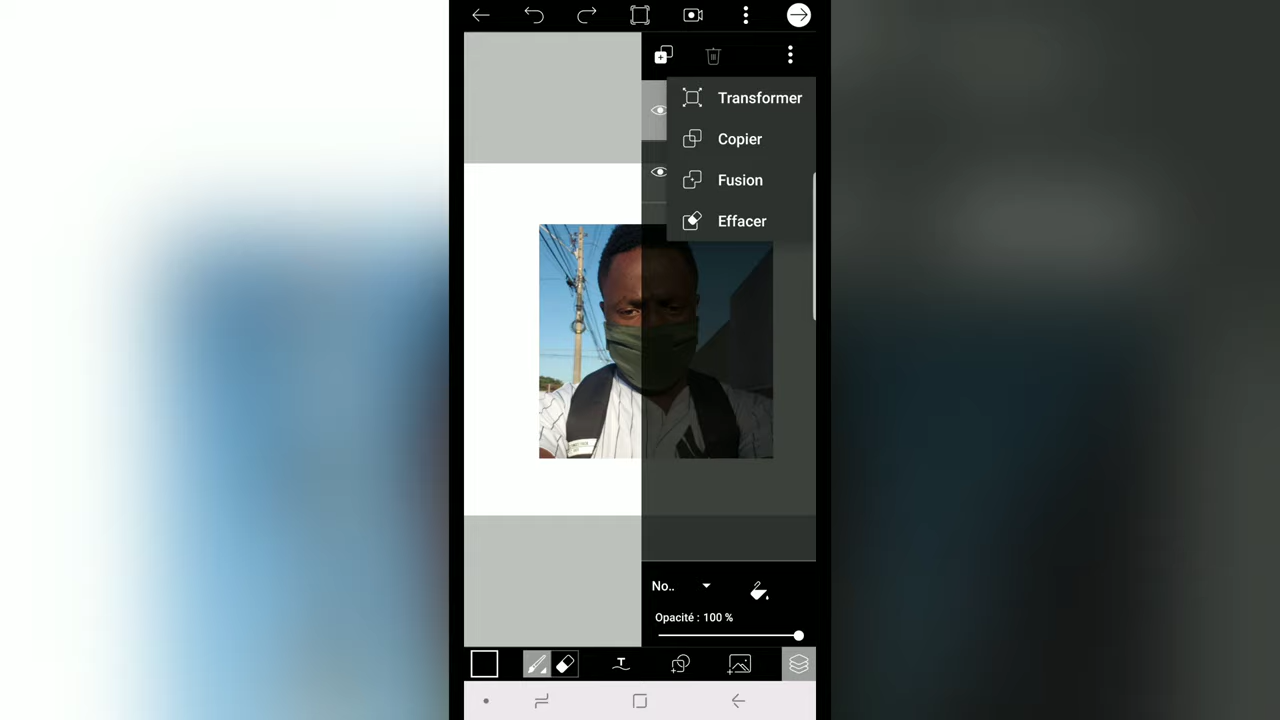 Transformer
Copier
Fusion
Effacer
No..
Opacité : 100 %
T